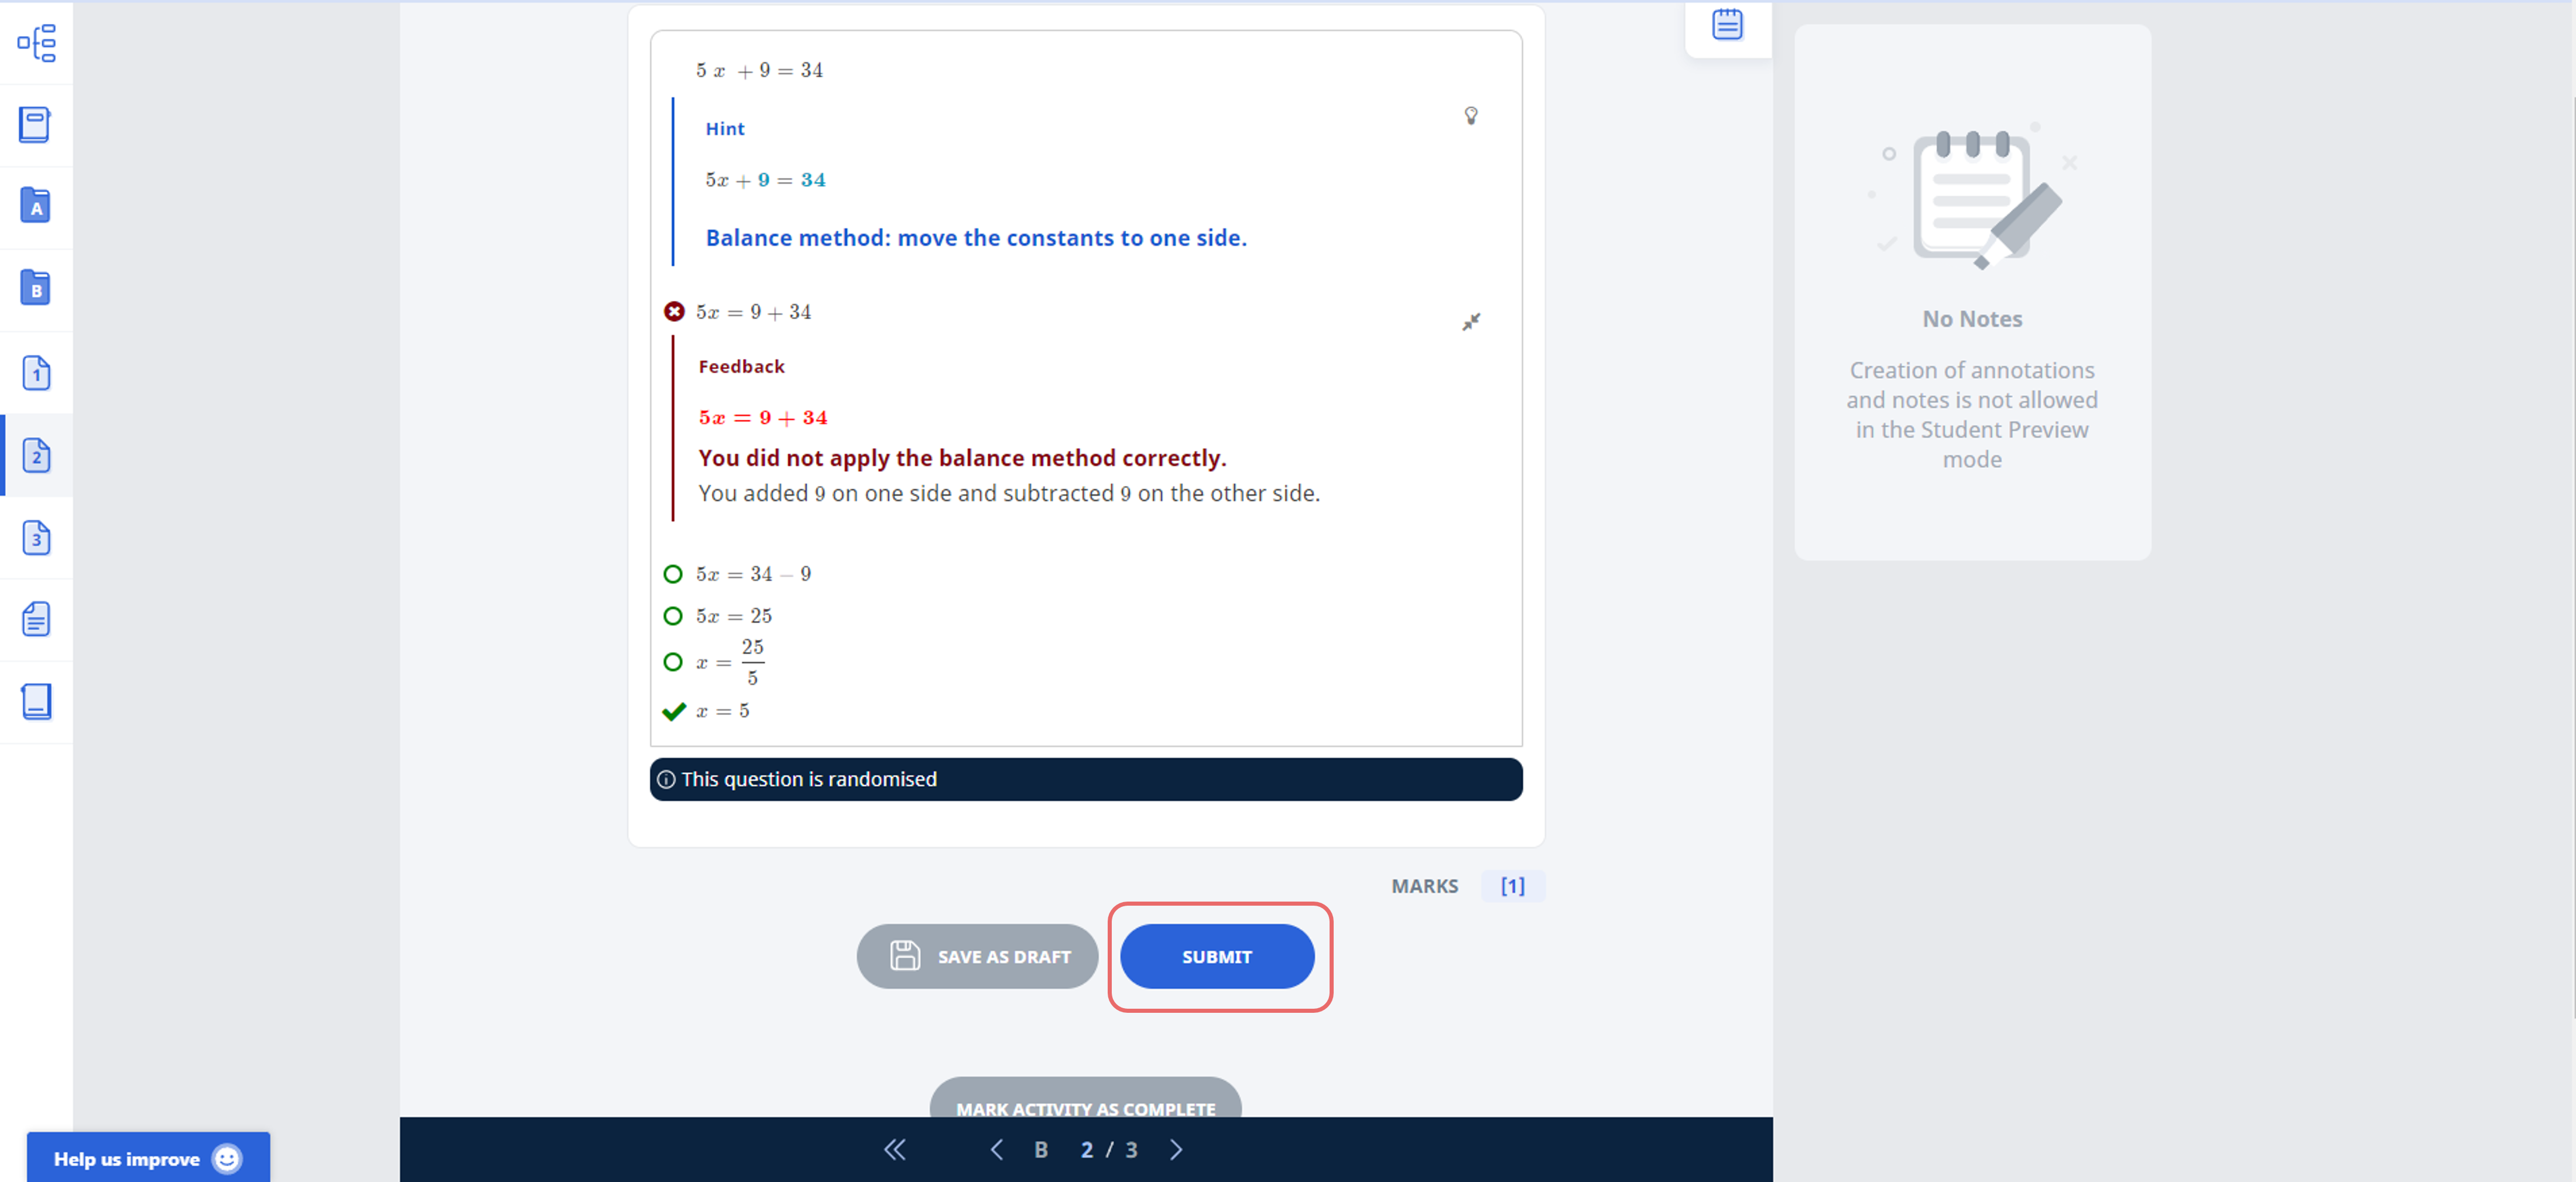 5 x + 9 = 34
Hint
5x + 9 = 34
Balance method: move the constants to one side.
5x = 9 + 34
Feedback
5x = 9 + 34
You did not apply the balance method correctly.
You added 9 on one side and subtracted 9 on the other side.
5x = 34 − 9
5x = 25
x = 25/5
x = 5
This question is randomised
MARKS [1]
SAVE AS DRAFT
SUBMIT
MARK ACTIVITY AS COMPLETE
B 2 / 3
A
B
1
2
3
Help us improve
No Notes
Creation of annotations
and notes is not allowed
in the Student Preview
mode